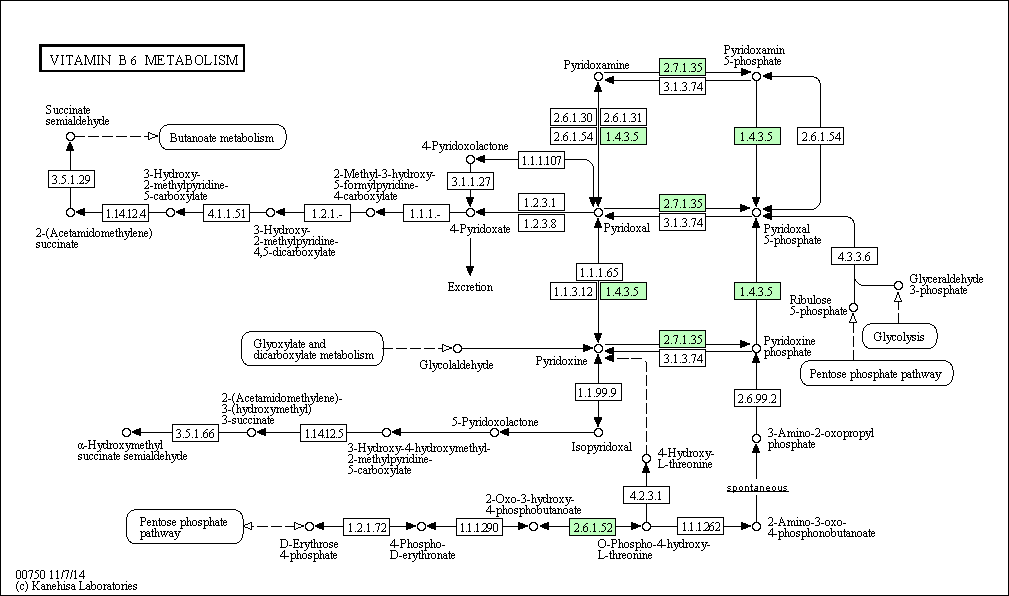 VITAMIN B6 METABOLISM
Pyridoxamine
2.7.1.35
3.1.3.74
Pyridoxamin
5-phosphate
Succinate
semialdehyde
Butanoate metabolism
2.6.1.30
2.6.1.31
2.6.1.54
1.4.3.5
1.4.3.5
2.6.1.54
4-Pyridoxolactone
1.1.1.107
3.1.1.27
3.5.1.29
3-Hydroxy-
2-methylpyridine-
5-carboxylate
2-Methyl-3-hydroxy-
5-formylpyridine-
4-carboxylate
1.14.12.4
4.1.1.51
1.2.1.-
1.1.1.-
1.2.3.1
1.2.3.8
2.7.1.35
3.1.3.74
2-(Acetamidomethylene)
succinate
3-Hydroxy-
2-methylpyridine-
4,5-dicarboxylate
4-Pyridoxate
Pyridoxal
Pyridoxal
5-phosphate
Excretion
1.1.1.65
1.1.3.12
1.4.3.5
1.4.3.5
4.3.3.6
Glyceraldehyde
3-phosphate
Ribulose
5-phosphate
Glycolysis
Pentose phosphate pathway
Glyoxylate and
dicarboxylate metabolism
Glycolaldehyde
Pyridoxine
2.7.1.35
3.1.3.74
Pyridoxine
phosphate
1.1.99.9
2.6.99.2
2-(Acetamidomethylene)-
3-(hydroxymethyl)
3-succinate
5-Pyridoxolactone
3.5.1.66
1.14.12.5
α-Hydroxymethyl
succinate semialdehyde
3-Hydroxy-4-hydroxymethyl-
2-methylpyridine-
5-carboxylate
Isopyridoxal
4-Hydroxy-
L-threonine
3-Amino-2-oxopropyl
phosphate
spontaneous
4.2.3.1
2-Oxo-3-hydroxy-
4-phosphobutanoate
Pentose phosphate
pathway
1.2.1.72
1.1.1.290
2.6.1.52
1.1.1.262
D-Erythrose
4-phosphate
4-Phospho-
D-erythronate
O-Phospho-4-hydroxy-
L-threonine
2-Amino-3-oxo-
4-phosphonobutanoate
00750 11/7/14
(c) Kanehisa Laboratories